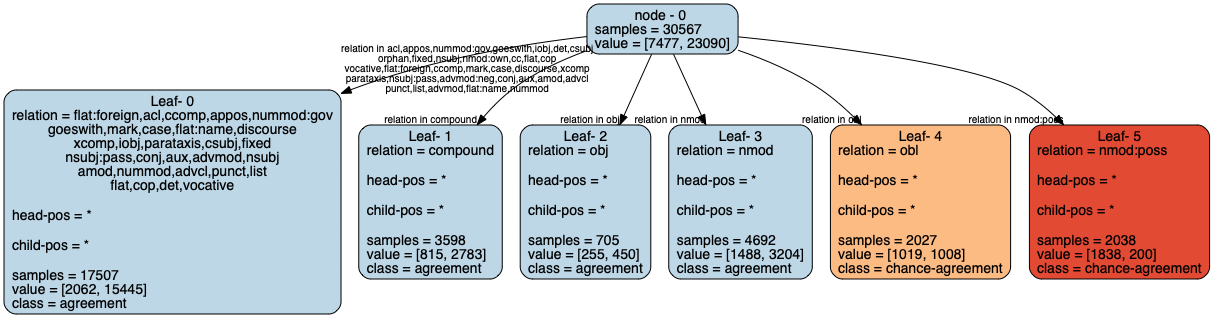 node - 0
samples = 30567
value = [7477, 23090]
relation in acl,appos,nummod:gov,goeswith,iobj,det,csubj
orphan,fixed,nsubj,nmod:own,cc,flat,cop
vocative,flat:foreign,ccomp,mark,case,discourse,xcomp
parataxis,nsubj:pass,advmod:neg,conj,aux,amod,advcl
punct,list,advmod,flat:name,nummod
relation in compound
relation in obj
relation in nmod
relation in obl
relation in nmod:poss
Leaf- 0
relation = flat:foreign,acl,ccomp,appos,nummod:gov
goeswith,mark,case,flat:name,discourse
xcomp,iobj,parataxis,csubj,fixed
nsubj:pass,conj,aux,advmod,nsubj
amod,nummod,advcl,punct,list
flat,cop,det,vocative
head-pos = *
child-pos = *
samples = 17507
value = [2062, 15445]
class = agreement
Leaf- 1
relation = compound
head-pos = *
child-pos = *
samples = 3598
value = [815, 2783]
class = agreement
Leaf- 2
relation = obj
head-pos = *
child-pos = *
samples = 705
value = [255, 450]
class = agreement
Leaf- 3
relation = nmod
head-pos = *
child-pos = *
samples = 4692
value = [1488, 3204]
class = agreement
Leaf- 4
relation = obl
head-pos = *
child-pos = *
samples = 2027
value = [1019, 1008]
class = chance-agreement
Leaf- 5
relation = nmod:poss
head-pos = *
child-pos = *
samples = 2038
value = [1838, 200]
class = chance-agreement